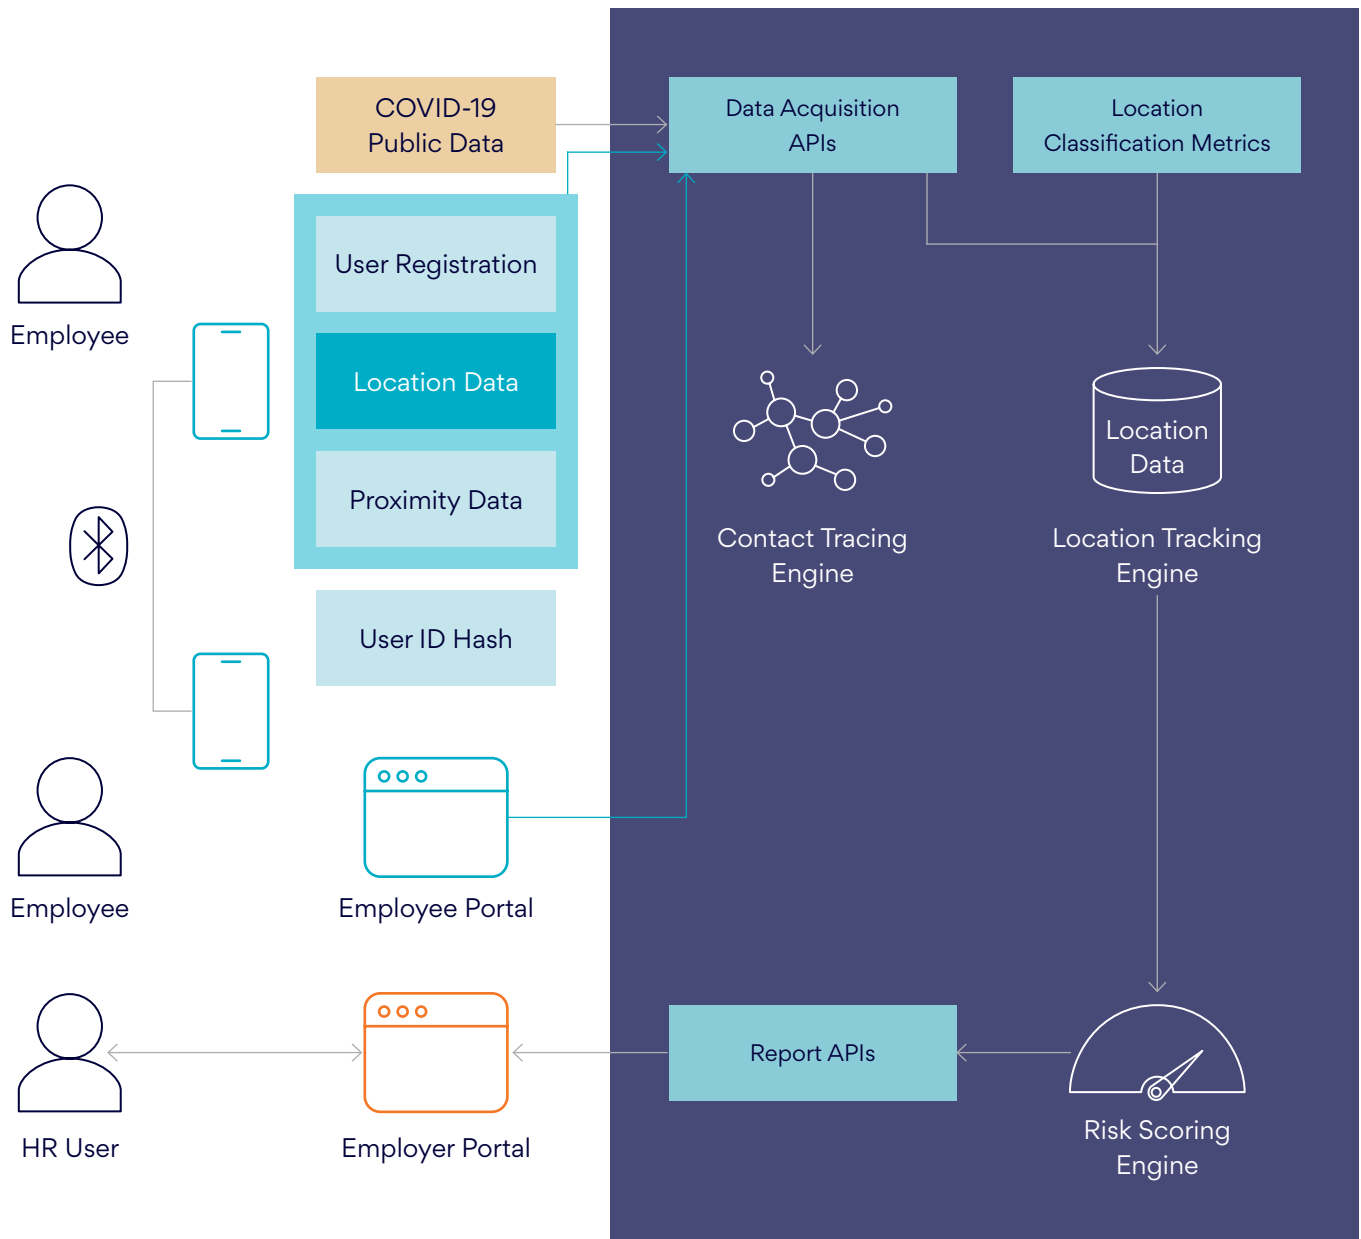 COVID-19
Public Data
Data Acquisition
APIs
Location
Classification Metrics
User Registration
Employee
Location Data
Proximity Data
Location
Data
Contact Tracing
Engine
Location Tracking
Engine
User ID Hash
Employee
Employee Portal
Report APIs
HR User
Employer Portal
Risk Scoring
Engine